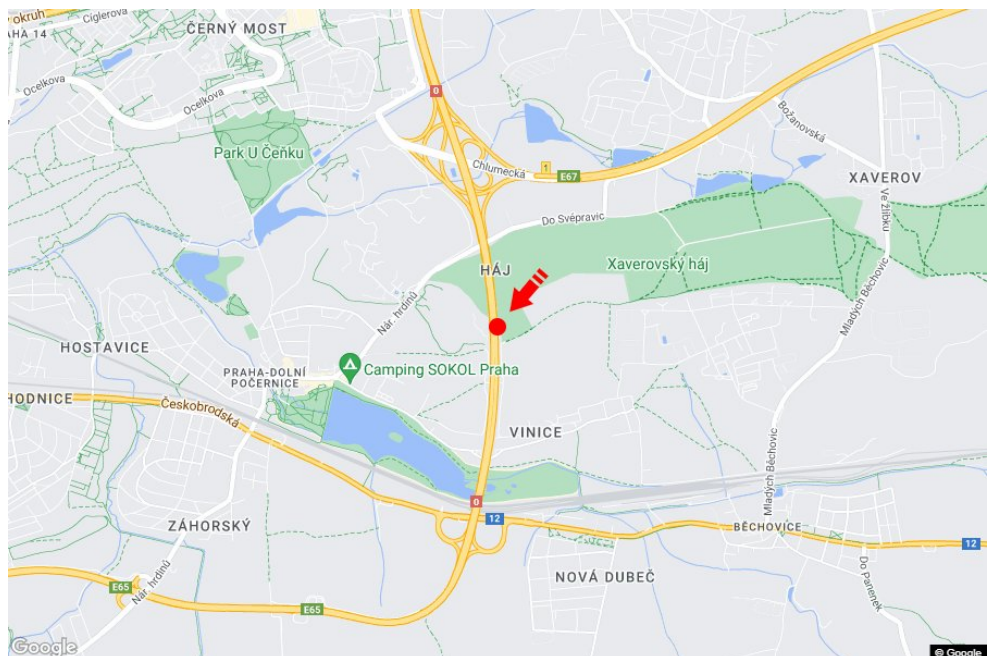 Cíglerova
okruh
AHA 14
ČERNÝ MOST
Ocelkova
Ocelkova
0
Park U Čeňku
Chlumecká
1
E67
Božanovská
XAVEROV
Ve Žlíbku
Do Svépravic
HÁJ
Xaverovský háj
Nár. hrdinů
Mladých Běchovic
HOSTAVICE
PRAHA-DOLNÍ
POČERNICE
Camping SOKOL Praha
HODNICE
Českobrodská
VINICE
Mladých Běchovic
0
12
ZÁHORSKÝ
BĚCHOVICE
12
NOVÁ DUBEČ
Do Panenek
E65
Nár. hrdinů
E65
Google
© Google